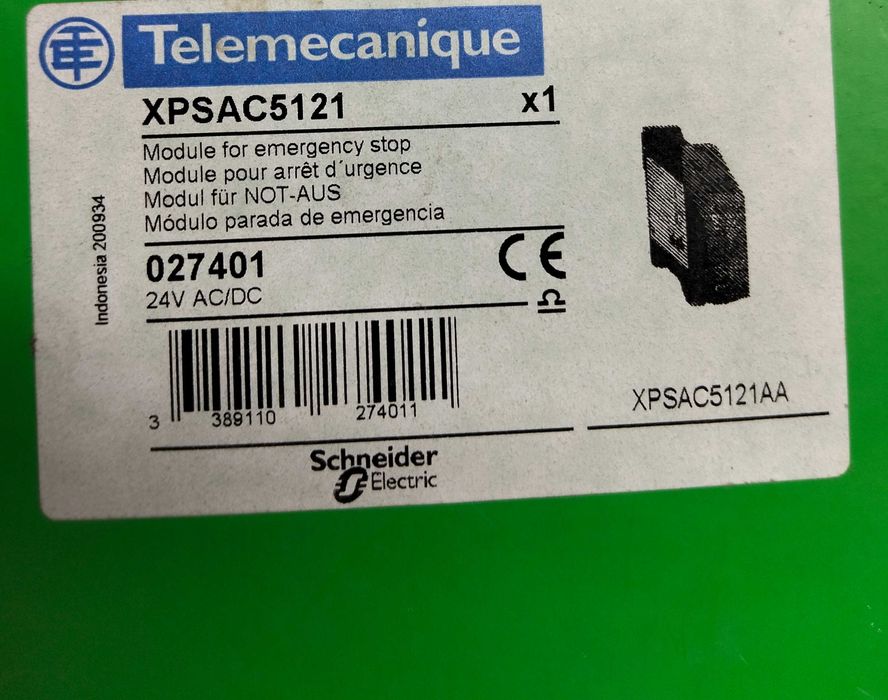 Telemecanique
XPSAC5121 x1
Module for emergency stop
Module pour arrêt d´urgence
Modul für NOT-AUS
Módulo parada de emergencia
Indonesia 200934
027401 CE
24V AC/DC
3 389110 274011
XPSAC5121AA
Schneider
Electric